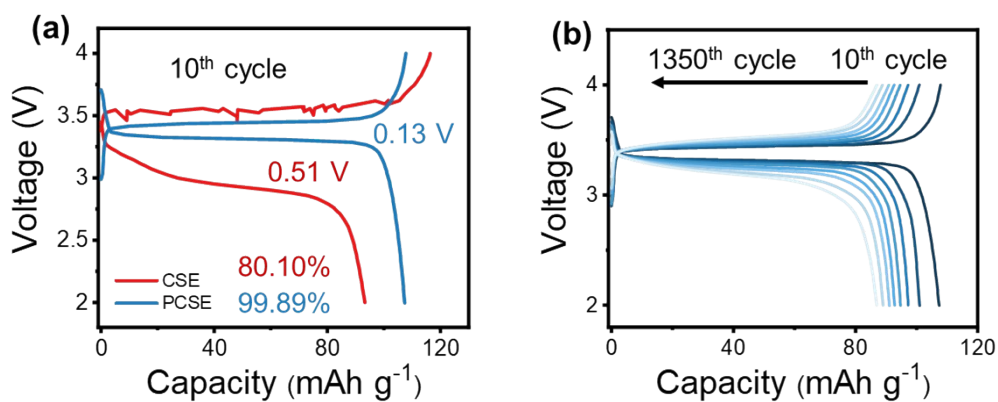 (a)
10th cycle
0.13 V
0.51 V
80.10%
99.89%
CSE
PCSE
Voltage (V)
4
3.5
3
2.5
2
0 40 80 120
Capacity (mAh g-1)
(b)
1350th cycle 10th cycle
Voltage (V)
4
3
2
0 40 80 120
Capacity (mAh g-1)